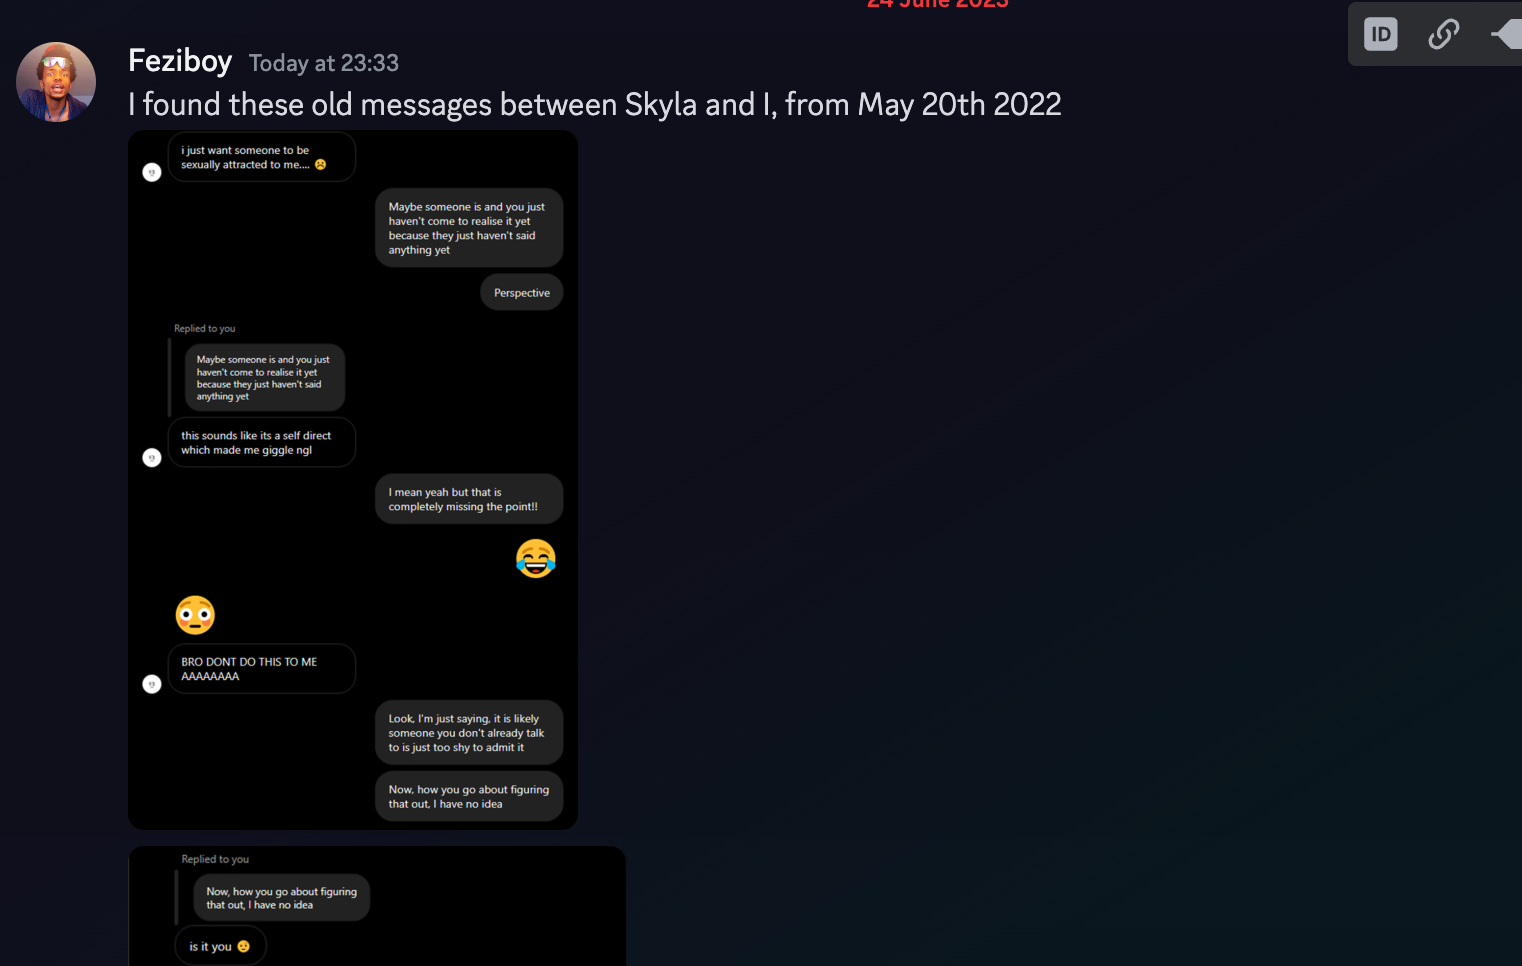 24 June 2023
ID
Feziboy Today at 23:33
I found these old messages between Skyla and I, from May 20th 2022
i just want someone to be
sexually attracted to me.... ☹️
Maybe someone is and you just
haven't come to realise it yet
because they just haven't said
anything yet
Perspective
Replied to you
Maybe someone is and you just
haven't come to realise it yet
because they just haven't said
anything yet
this sounds like its a self direct
which made me giggle ngl
I mean yeah but that is
completely missing the point!!
😂
😳
BRO DONT DO THIS TO ME
AAAAAAAA
Look, I'm just saying, it is likely
someone you don't already talk
to is just too shy to admit it
Now, how you go about figuring
that out, I have no idea
Replied to you
Now, how you go about figuring
that out, I have no idea
is it you 🤨